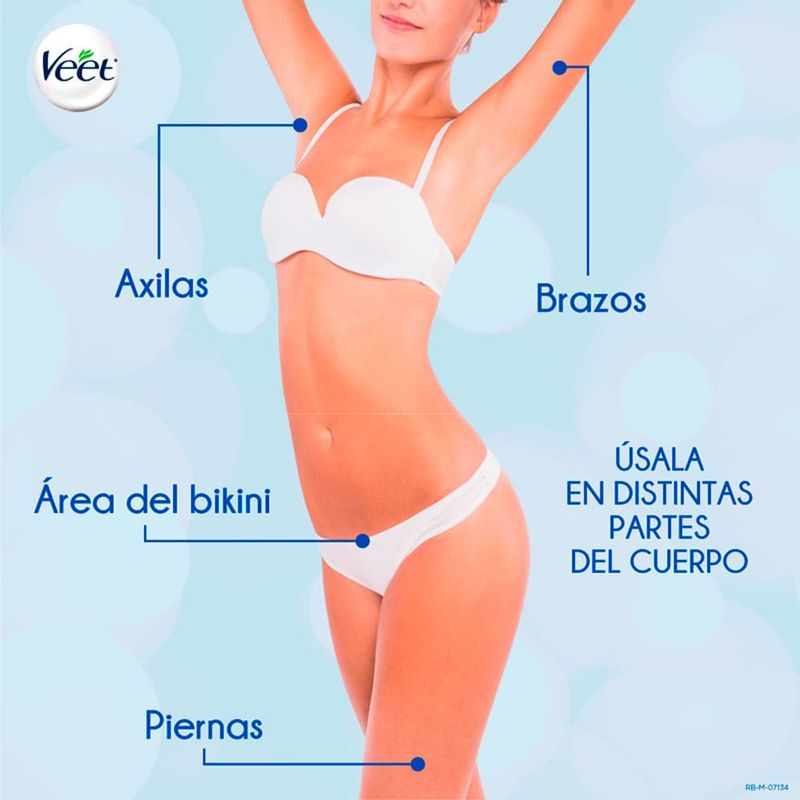 Veet
Axilas
Brazos
Área del bikini
ÚSALA
EN DISTINTAS
PARTES
DEL CUERPO
Piernas
RB-M-07134